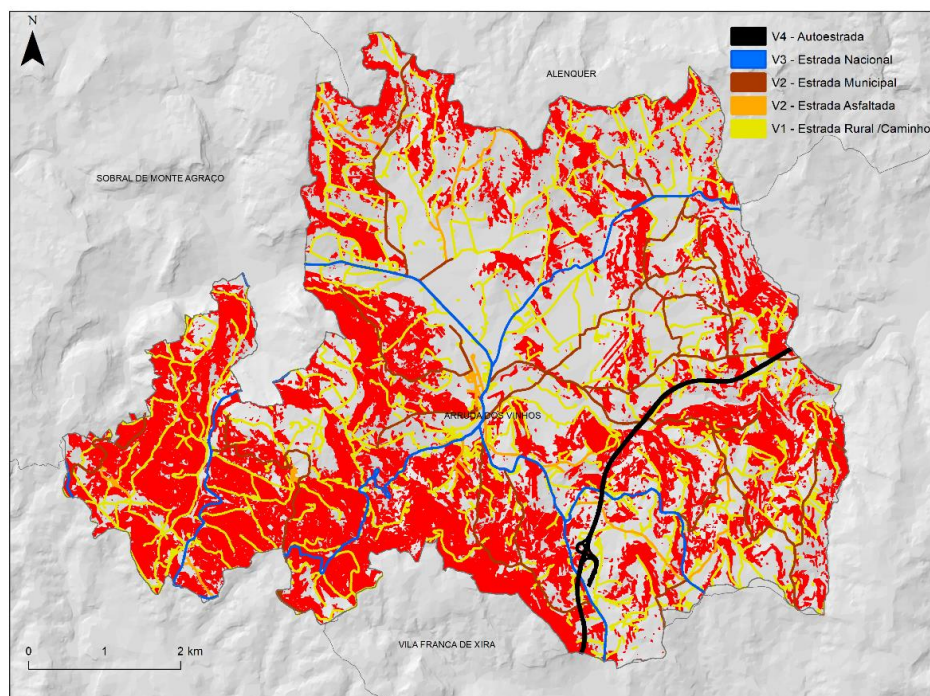 N
ALENQUER
V4 - Autoestrada
V3 - Estrada Nacional
V2 - Estrada Municipal
V2 - Estrada Asfaltada
V1 - Estrada Rural /Caminho
SOBRAL DE MONTE AGRAÇO
ARRUDA DOS VINHOS
VILA FRANCA DE XIRA
0 1 2 km